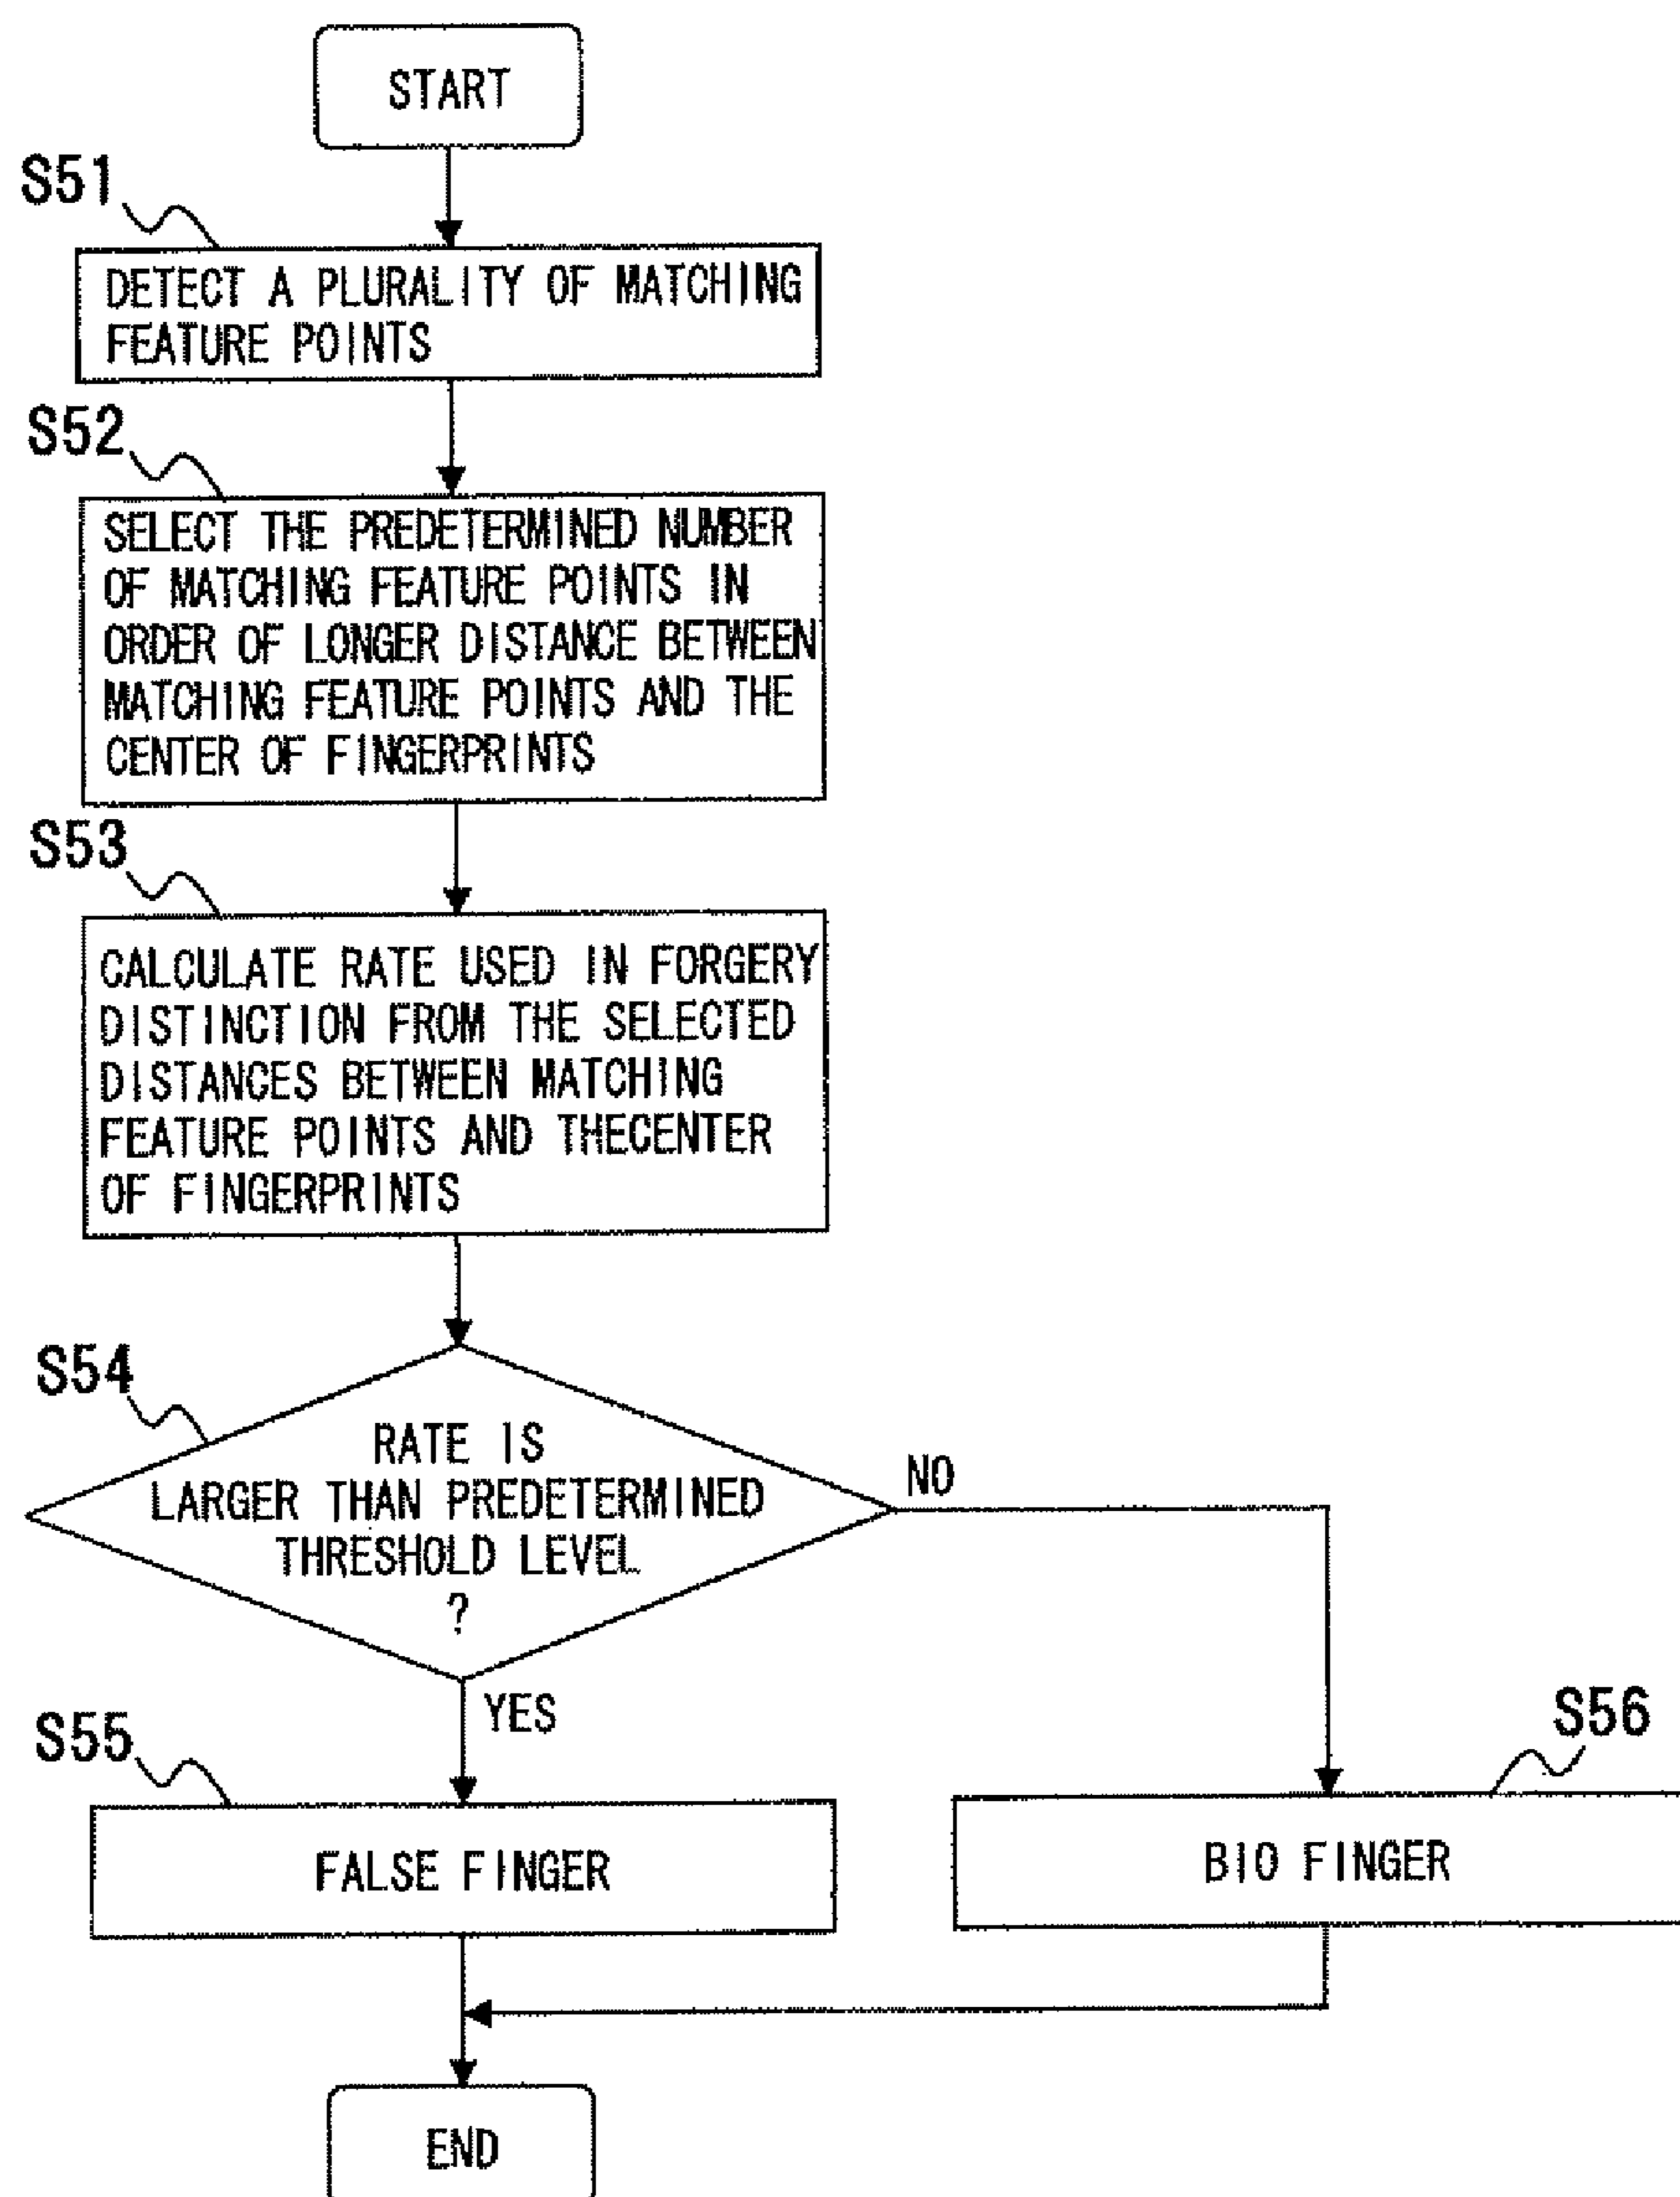 START
S51
DETECT A PLURALITY OF MATCHING
FEATURE POINTS
S52
SELECT THE PREDETERMINED NUMBER
OF MATCHING FEATURE POINTS IN
ORDER OF LONGER DISTANCE BETWEEN
MATCHING FEATURE POINTS AND THE
CENTER OF FINGERPRINTS
S53
CALCULATE RATE USED IN FORGERY
DISTINCTION FROM THE SELECTED
DISTANCES BETWEEN MATCHING
FEATURE POINTS AND THECENTER
OF FINGERPRINTS
S54
RATE IS
LARGER THAN PREDETERMINED
THRESHOLD LEVEL
?
NO
YES
S55
FALSE FINGER
S56
BIO FINGER
END